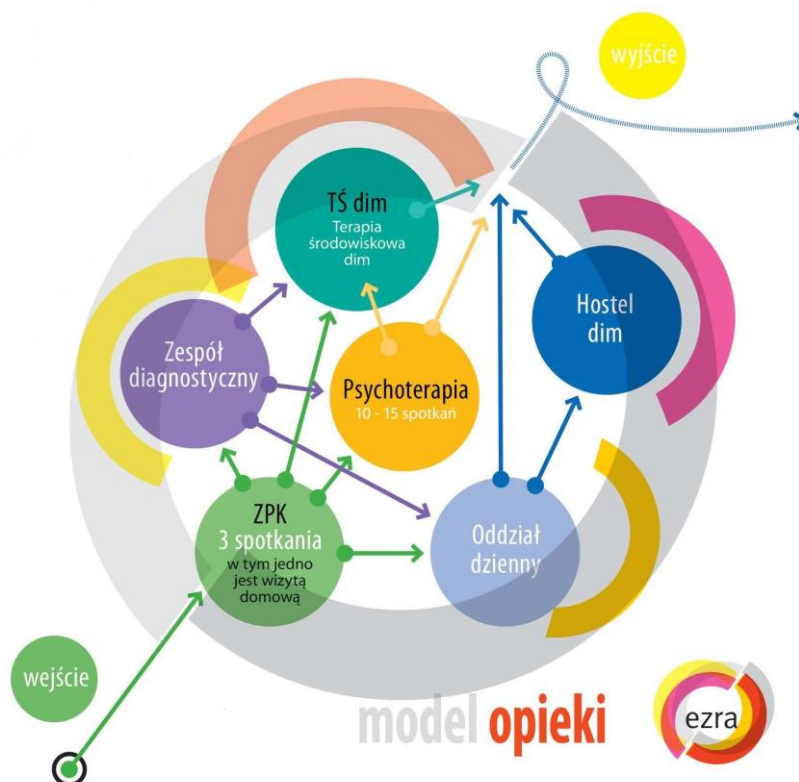 wyjście
TŚ dim
Terapia
środowiskowa
dim
Hostel
dim
Zespół
diagnostyczny
Psychoterapia
10 - 15 spotkań
ZPK
3 spotkania
w tym jedno
jest wizytą
domową
Oddział
dzienny
wejście
model opieki
ezra